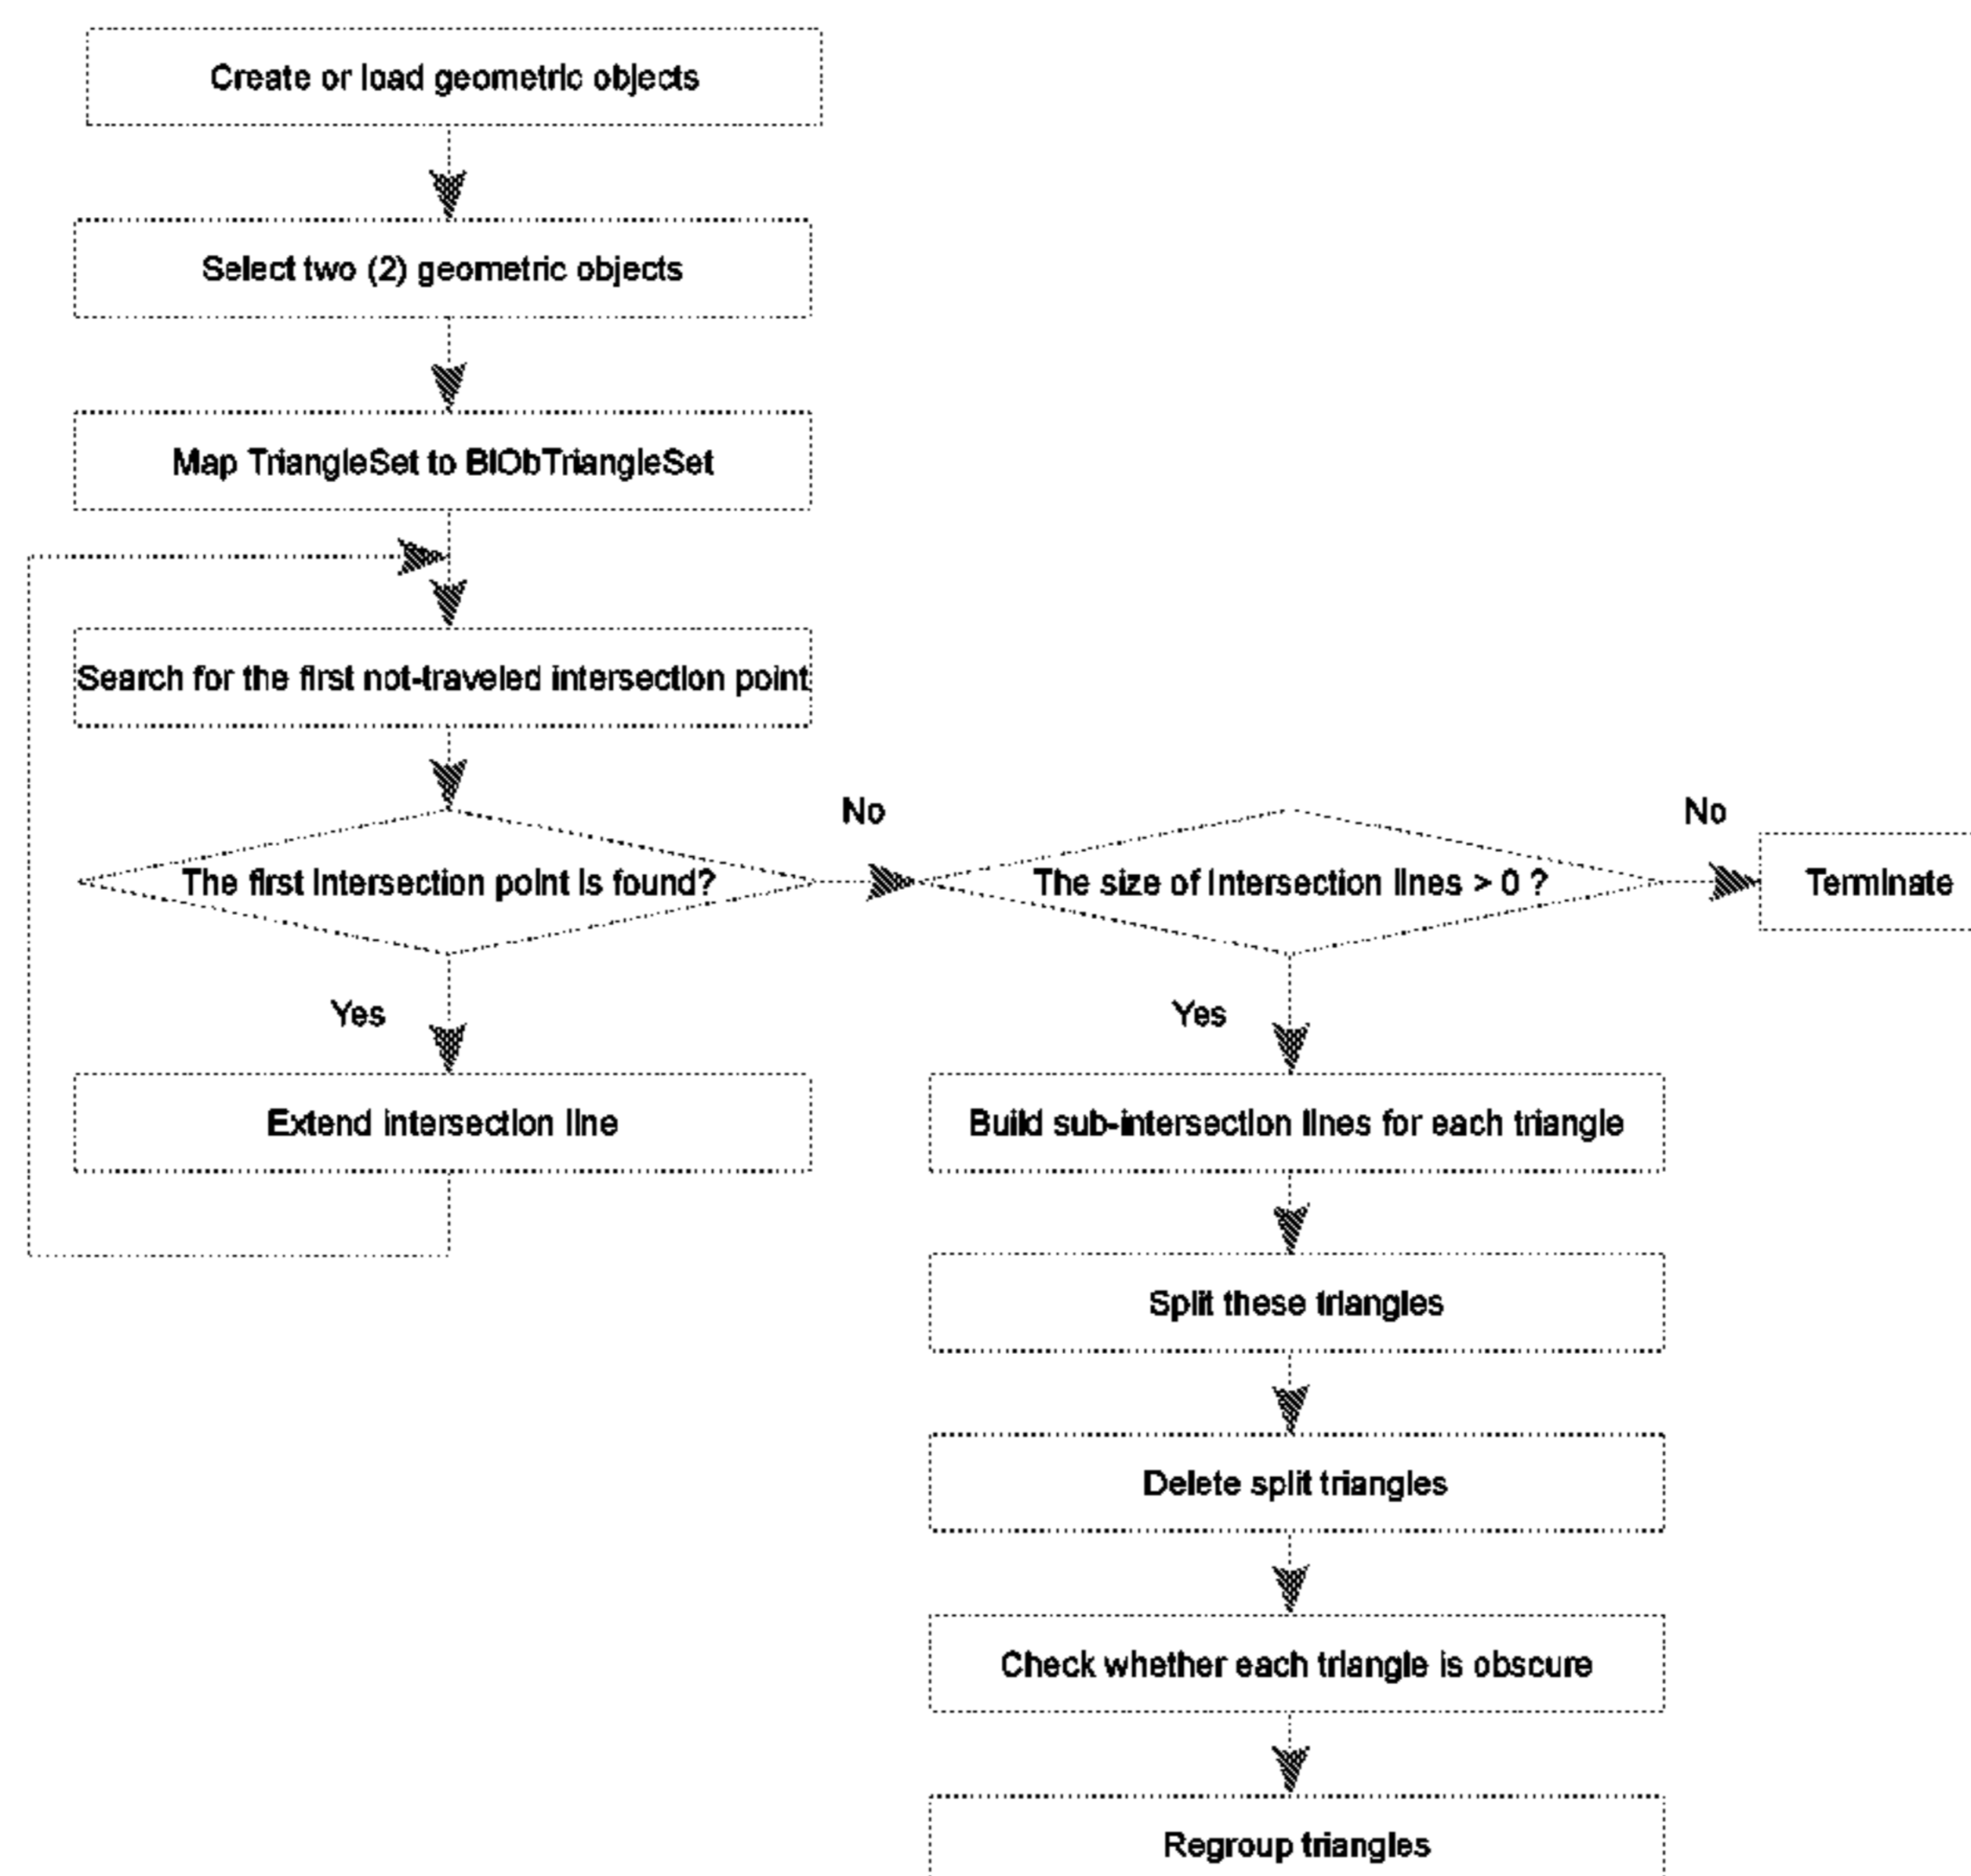 Create or load geometric objects
Select two (2) geometric objects
Map TriangleSet to BlObTriangleSet
Search for the first not-traveled intersection point
The first intersection point is found?
No
The size of intersection lines > 0 ?
No
Terminate
Yes
Extend intersection line
Yes
Build sub-intersection lines for each triangle
Split these triangles
Delete split triangles
Check whether each triangle is obscure
Regroup triangles